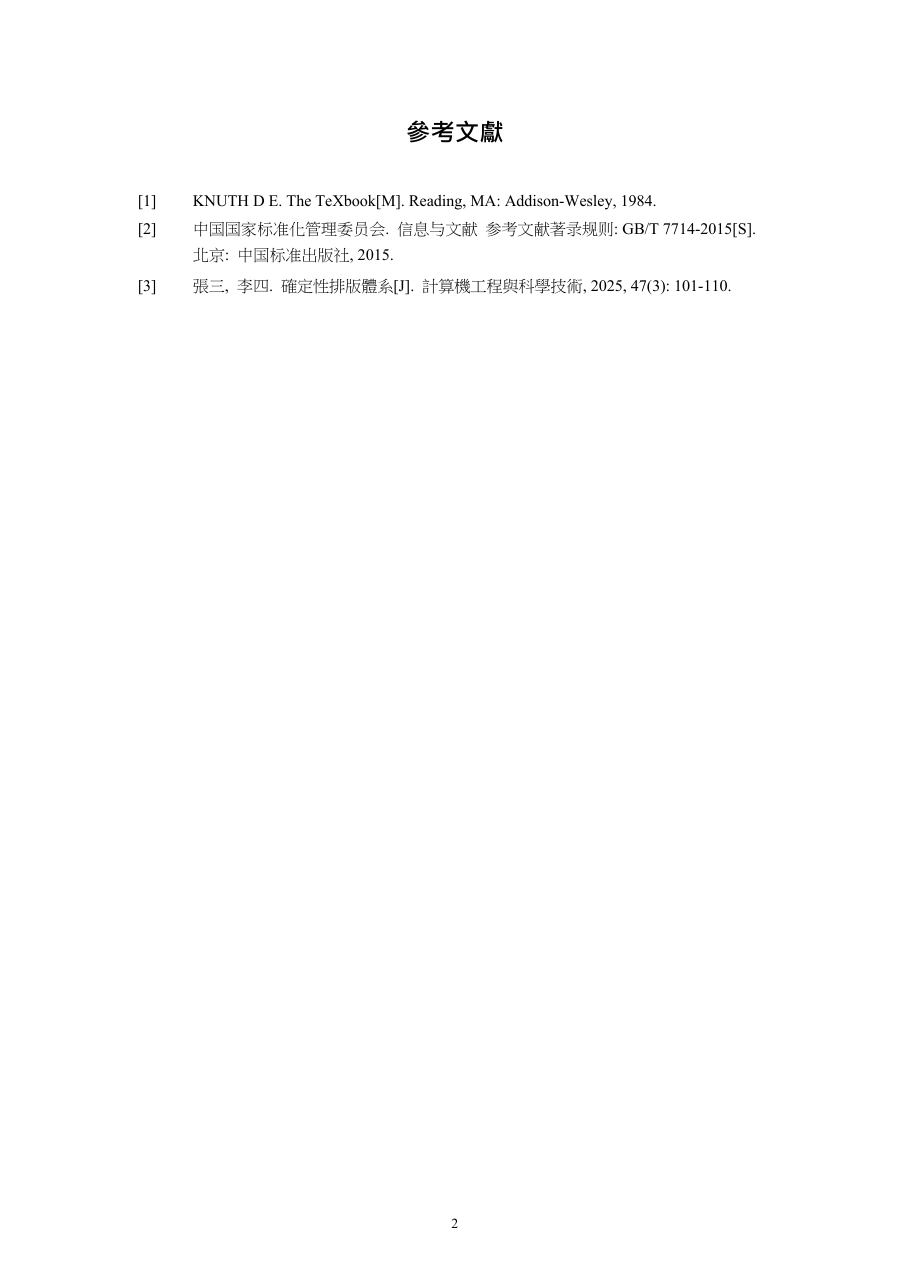 參考文獻
[1] KNUTH D E. The TeXbook[M]. Reading, MA: Addison-Wesley, 1984.
[2] 中国国家标准化管理委员会. 信息与文献 参考文献著录规则: GB/T 7714-2015[S].
北京: 中国标准出版社, 2015.
[3] 張三, 李四. 確定性排版體系[J]. 計算機工程與科學技術, 2025, 47(3): 101-110.
2